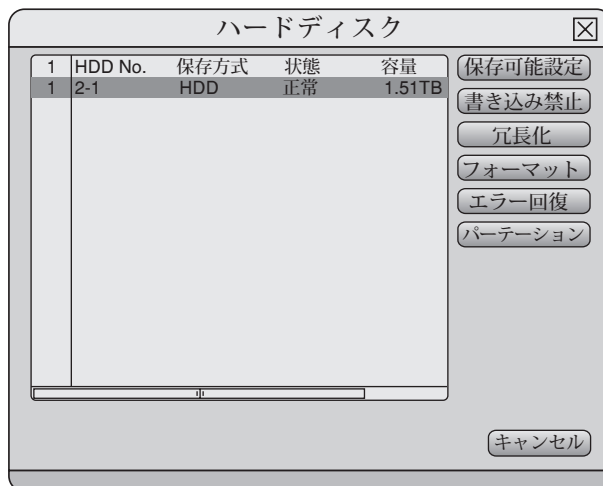 ハードディスク
1 HDD No. 保存方式 状態 容量
1 2-1 HDD 正常 1.51TB
保存可能設定
書き込み禁止
冗長化
フォーマット
エラー回復
パーテーション
キャンセル